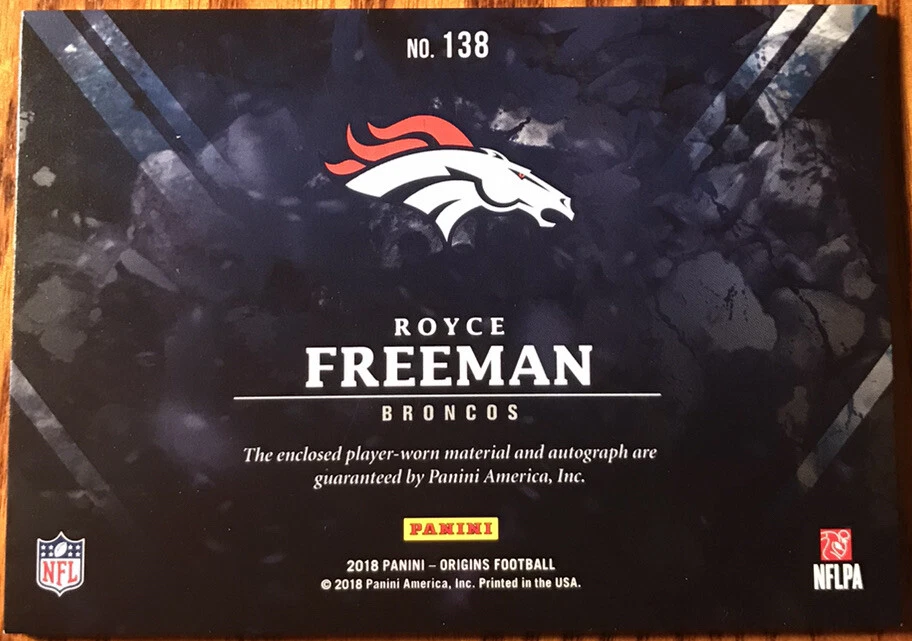 NO. 138
ROYCE
FREEMAN
BRONCOS
The enclosed player-worn material and autograph are
guaranteed by Panini America, Inc.
PANINI
2018 PANINI – ORIGINS FOOTBALL
© 2018 Panini America, Inc. Printed in the USA.
NFL
NFLPA